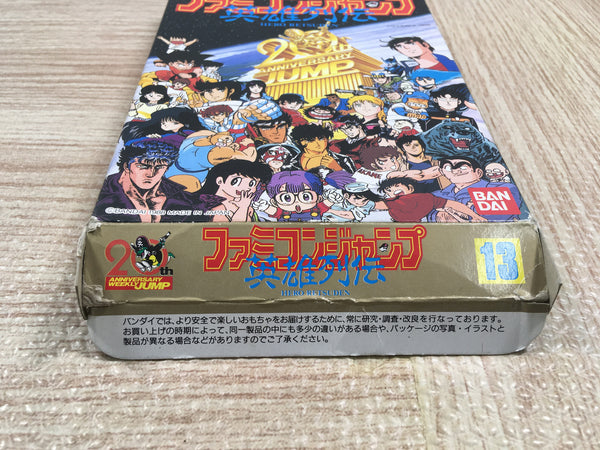 ファミコンジャンプ
英雄列伝
HERO RETSUDEN
20th
ANNIVERSARY
JUMP
©BANDAI 1988 MADE IN JAPAN
BAN
DAI
20th
ANNIVERSARY
WEEKLY JUMP
ファミコンジャンプ
英雄列伝
HERO RETSUDEN
13
バンダイでは、より安全で楽しいおもちゃをお届けするために、常に研究・調査・改良を行なっております。
お買い上げの時期によって、同一製品の中にも多少の違いがある場合や、パッケージの写真・イラストと
製品が異なる場合などがありますのでご了承ください。